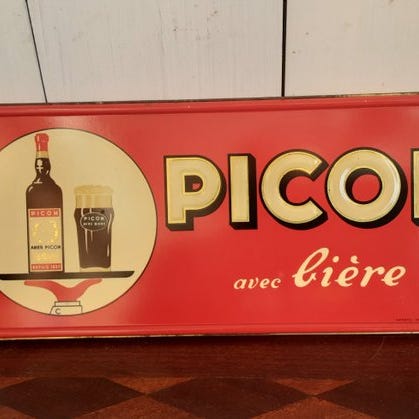 PICON
avec bière
PICON
AMER PICON
DEPUIS 1837
PICON
C